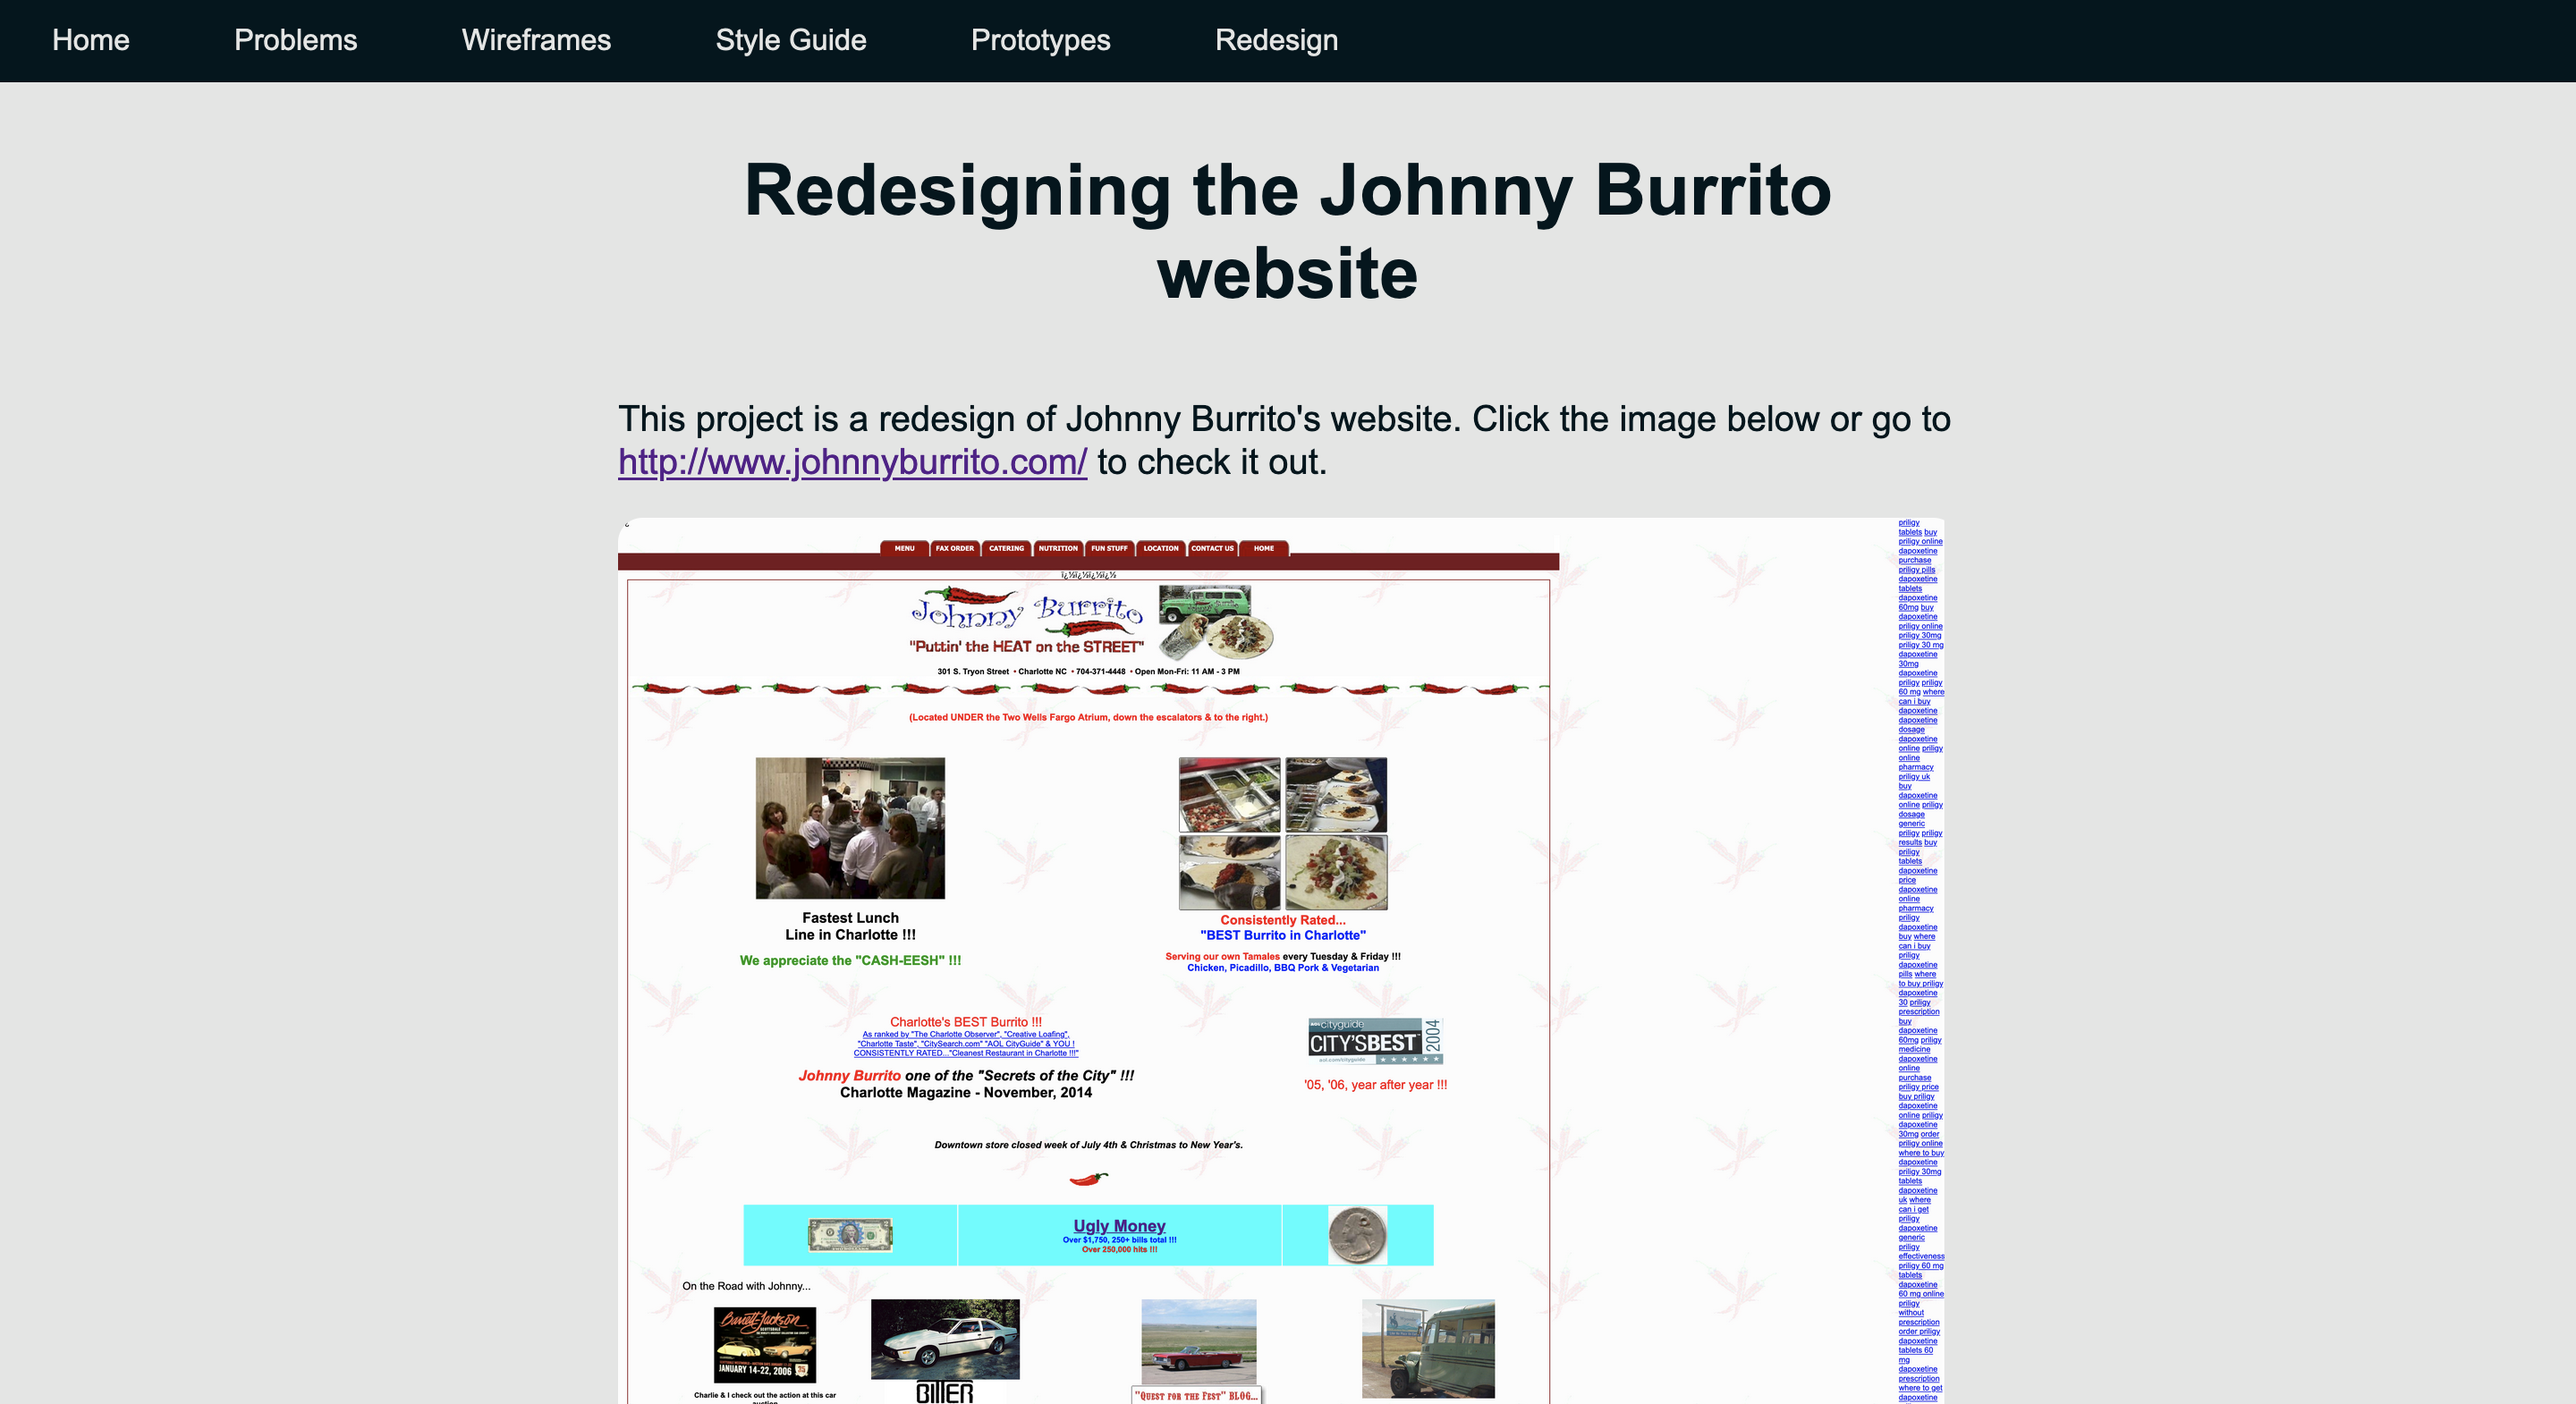 Home Problems Wireframes Style Guide Prototypes Redesign
Redesigning the Johnny Burrito
website
This project is a redesign of Johnny Burrito's website. Click the image below or go to
http://www.johnnyburrito.com/ to check it out.
¿
MENU FAX ORDER CATERING NUTRITION FUN STUFF LOCATION CONTACT US HOME
ï¿½ï¿½ï¿½ï¿½
Johnny Burrito
"Puttin' the HEAT on the STREET"
301 S. Tryon Street • Charlotte NC • 704-371-4448 • Open Mon-Fri: 11 AM - 3 PM
(Located UNDER the Two Wells Fargo Atrium, down the escalators & to the right.)
Fastest Lunch
Line in Charlotte !!!
We appreciate the "CASH-EESH" !!!
Consistently Rated...
"BEST Burrito in Charlotte"
Serving our own Tamales every Tuesday & Friday !!!
Chicken, Picadillo, BBQ Pork & Vegetarian
Charlotte's BEST Burrito !!!
As ranked by "The Charlotte Observer", "Creative Loafing",
"Charlotte Taste", "CitySearch.com" "AOL CityGuide" & YOU !
CONSISTENTLY RATED..."Cleanest Restaurant in Charlotte !!!"
Johnny Burrito one of the "Secrets of the City" !!!
Charlotte Magazine - November, 2014
cityguide
CITY'SBEST
2004
aol.com/cityguide
'05, '06, year after year !!!
Downtown store closed week of July 4th & Christmas to New Year's.
Ugly Money
Over $1,750, 250+ bills total !!!
Over 250,000 hits !!!
On the Road with Johnny...
Barrett-Jackson
JANUARY 14-22, 2006
Charlie & I check out the action at this car
auction
BITTER
"QUEST FOR THE FEST" BLOG...
priligy
tablets buy
priligy online
dapoxetine
purchase
priligy pills
dapoxetine
tablets
dapoxetine
60mg buy
dapoxetine
priligy online
priligy 30mg
priligy 30 mg
dapoxetine
30mg
dapoxetine
priligy priligy
60 mg where
can i buy
dapoxetine
dapoxetine
dosage
dapoxetine
online priligy
online
pharmacy
priligy uk
buy
dapoxetine
online priligy
dosage
generic
priligy priligy
results buy
priligy
tablets
dapoxetine
price
dapoxetine
online
pharmacy
priligy
dapoxetine
buy where
can i buy
priligy
dapoxetine
pills where
to buy priligy
dapoxetine
30 priligy
prescription
buy
dapoxetine
60mg priligy
medicine
dapoxetine
online
purchase
priligy price
buy priligy
dapoxetine
online priligy
dapoxetine
30mg order
priligy online
where to buy
dapoxetine
priligy 30mg
tablets
dapoxetine
uk where
can i get
priligy
dapoxetine
generic
priligy
effectiveness
priligy 60 mg
tablets
dapoxetine
60 mg online
priligy
without
prescription
order priligy
dapoxetine
tablets 60
mg
dapoxetine
prescription
where to get
dapoxetine